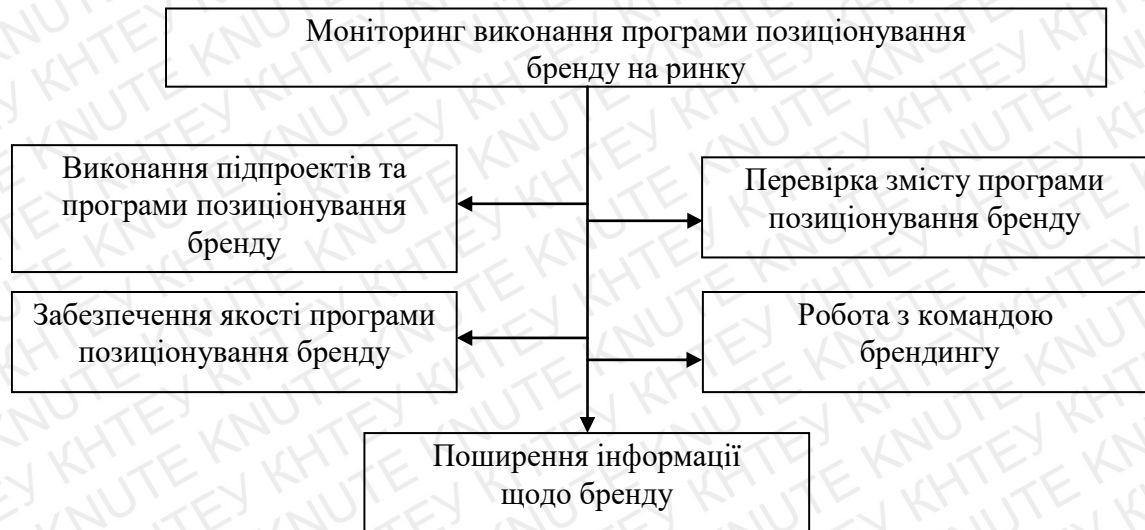 Моніторинг виконання програми позиціонування
бренду на ринку
Виконання підпроектів та
програми позиціонування
бренду
Перевірка змісту програми
позиціонування бренду
Забезпечення якості програми
позиціонування бренду
Робота з командою
брендингу
Поширення інформації
щодо бренду